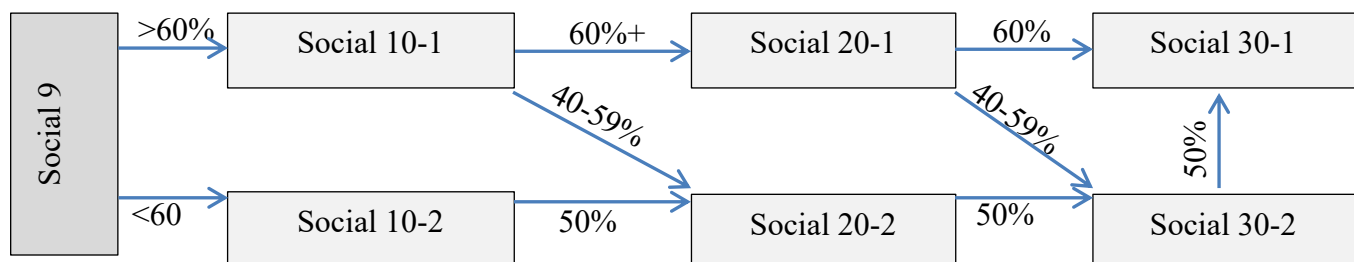 Social 9
>60%
Social 10-1
60%+
Social 20-1
60%
Social 30-1
40-59%
40-59%
50%
<60
Social 10-2
50%
Social 20-2
50%
Social 30-2